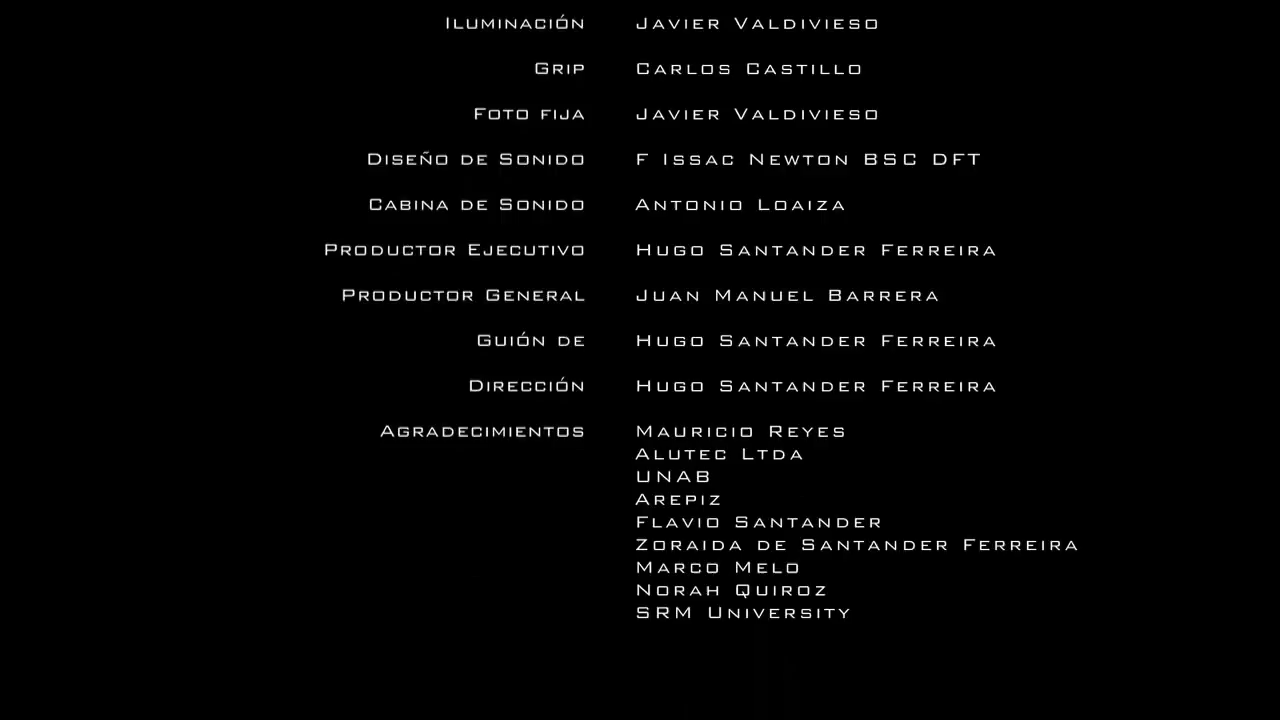 Iluminación Javier Valdivieso
Grip Carlos Castillo
Foto fija Javier Valdivieso
Diseño de Sonido F Issac Newton BSC DFT
Cabina de Sonido Antonio Loaiza
Productor Ejecutivo Hugo Santander Ferreira
Productor General Juan Manuel Barrera
Guión de Hugo Santander Ferreira
Dirección Hugo Santander Ferreira
Agradecimientos Mauricio Reyes
Alutec Ltda
UNAB
Arepiz
Flavio Santander
Zoraida de Santander Ferreira
Marco Melo
Norah Quiroz
SRM University